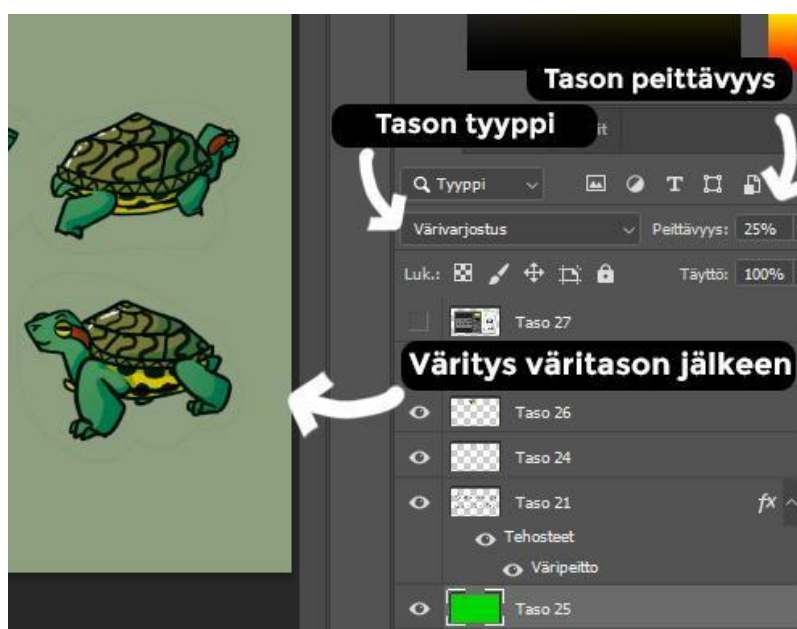 Tason peittävyys
Tason tyyppi
it
Tyyppi
T
Värivarjostus
Peittävyys: 25%
Luk.:
Täyttö: 100%
Taso 27
Väritys väritason jälkeen
Taso 26
Taso 24
Taso 21
fx
Tehosteet
Väripeitto
Taso 25